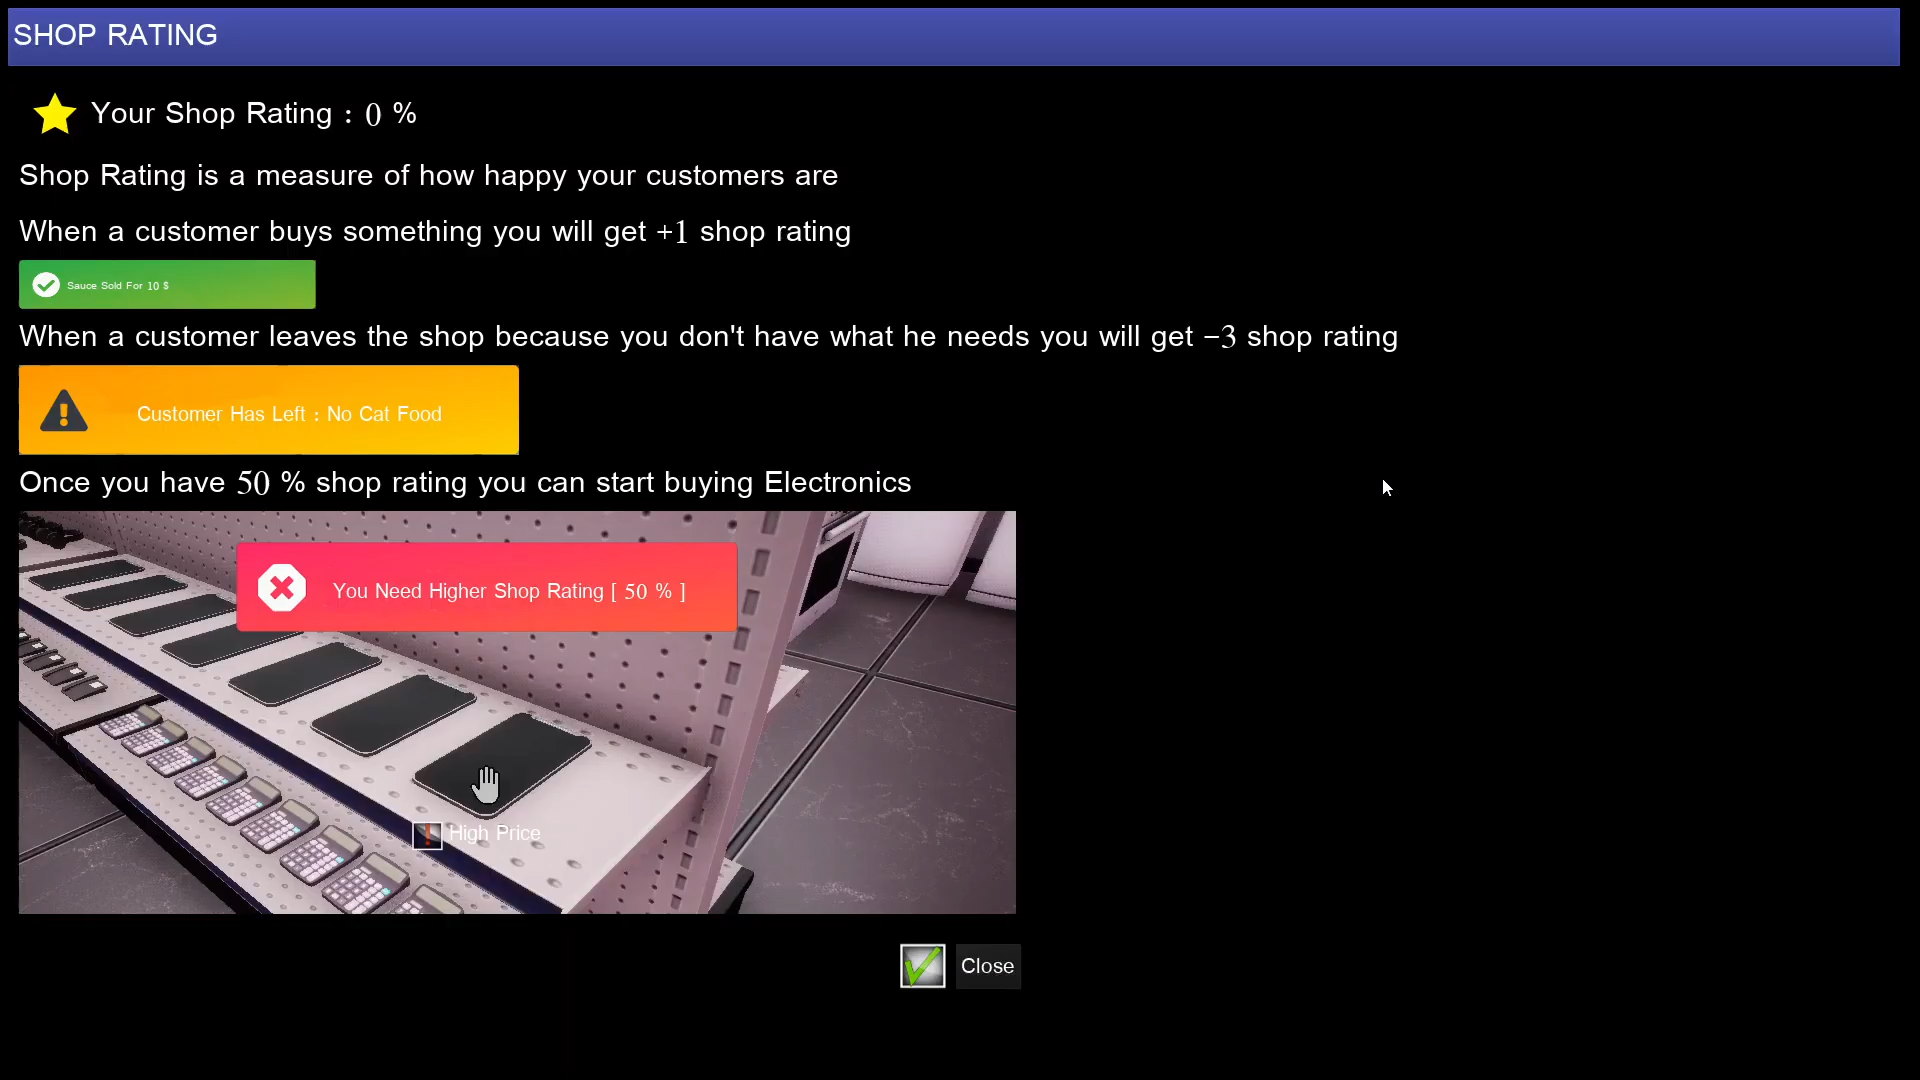 SHOP RATING
Your Shop Rating : 0 %
Shop Rating is a measure of how happy your customers are
When a customer buys something you will get +1 shop rating
Sauce Sold For 10 $
When a customer leaves the shop because you don't have what he needs you will get −3 shop rating
Customer Has Left : No Cat Food
Once you have 50 % shop rating you can start buying Electronics
You Need Higher Shop Rating [ 50 % ]
! High Price
Close